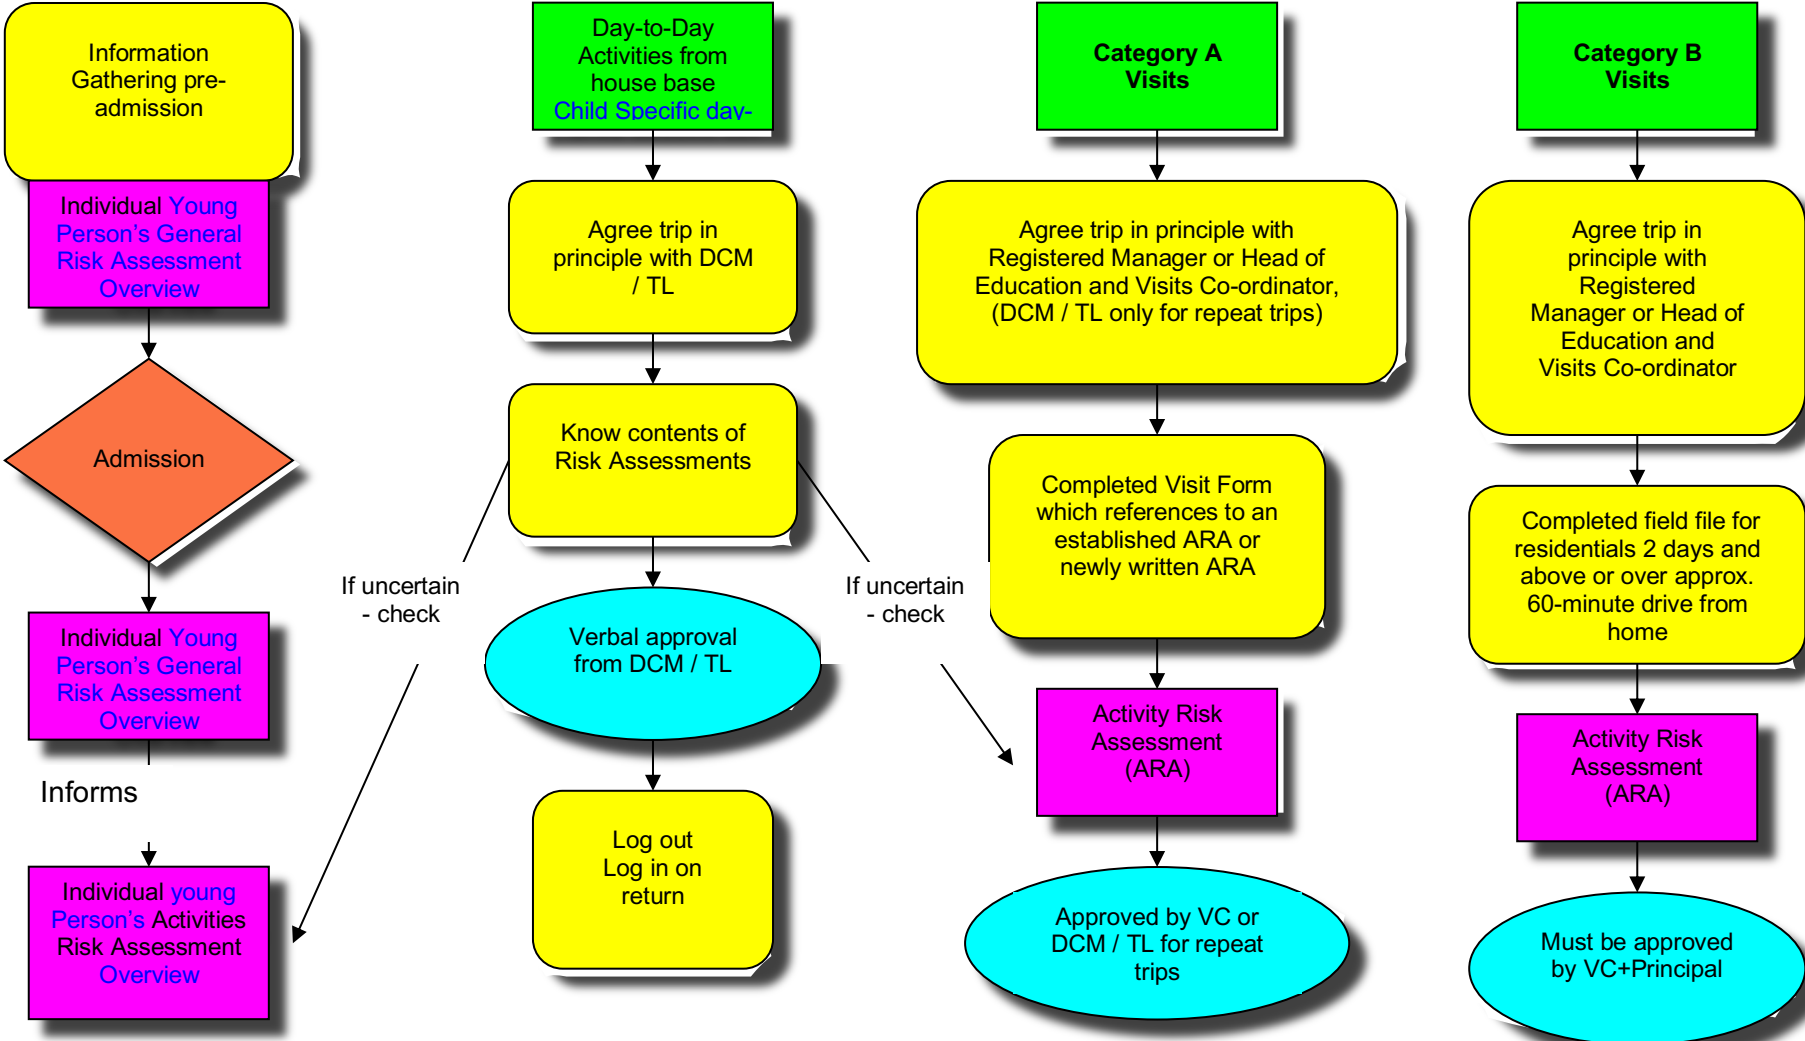 Information
Gathering pre-
admission
Individual Young
Person's General
Risk Assessment
Overview
Admission
Individual Young
Person's General
Risk Assessment
Overview
Informs
Individual young
Person's Activities
Risk Assessment
Overview
Day-to-Day
Activities from
house base
Child Specific day-
Agree trip in
principle with DCM
/ TL
Know contents of
Risk Assessments
If uncertain
- check
If uncertain
- check
Verbal approval
from DCM / TL
Log out
Log in on
return
Category A
Visits
Agree trip in principle with
Registered Manager or Head of
Education and Visits Co-ordinator,
(DCM / TL only for repeat trips)
Completed Visit Form
which references to an
established ARA or
newly written ARA
Activity Risk
Assessment
(ARA)
Approved by VC or
DCM / TL for repeat
trips
Category B
Visits
Agree trip in
principle with
Registered
Manager or Head of
Education and
Visits Co-ordinator
Completed field file for
residentials 2 days and
above or over approx.
60-minute drive from
home
Activity Risk
Assessment
(ARA)
Must be approved
by VC+Principal